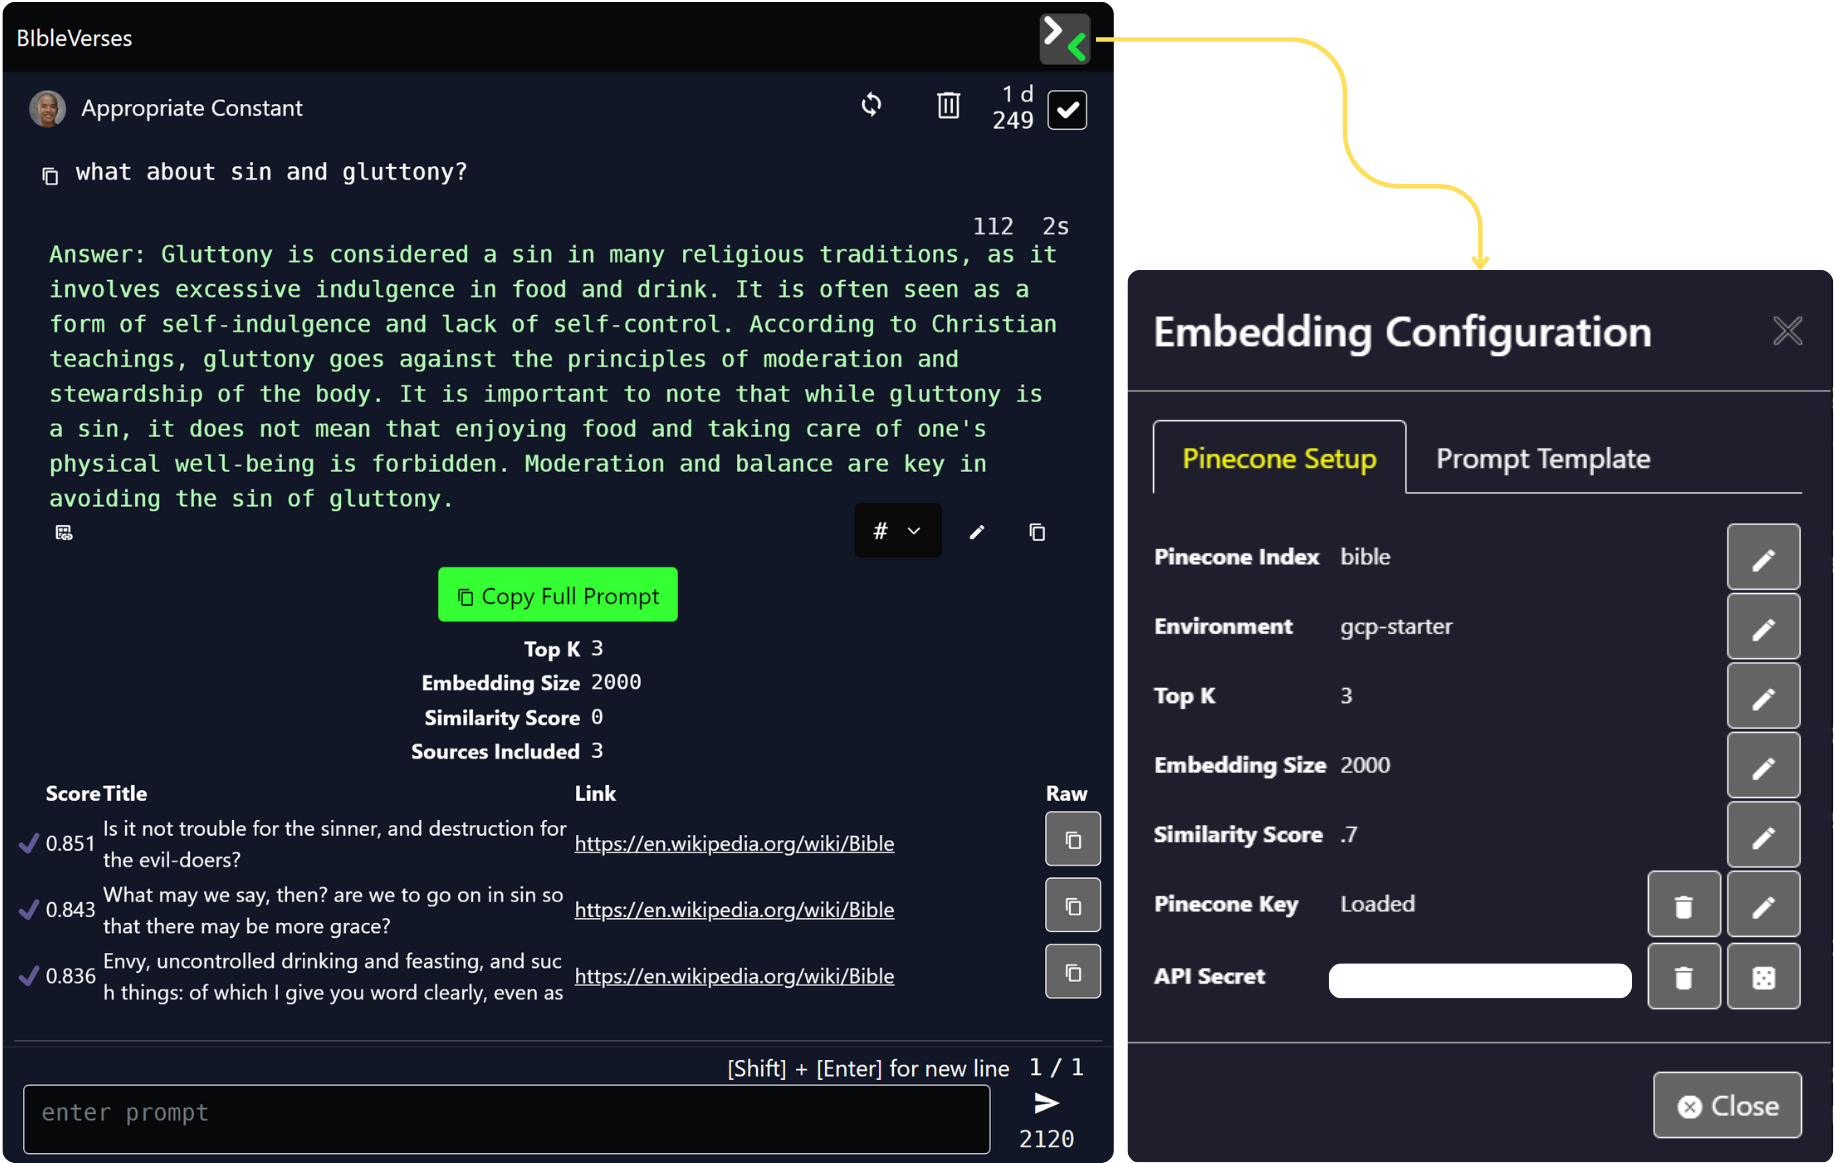 BIbleVerses
Appropriate Constant
1 d
249
what about sin and gluttony?
112 2s
Answer: Gluttony is considered a sin in many religious traditions, as it
involves excessive indulgence in food and drink. It is often seen as a
form of self-indulgence and lack of self-control. According to Christian
teachings, gluttony goes against the principles of moderation and
stewardship of the body. It is important to note that while gluttony is
a sin, it does not mean that enjoying food and taking care of one's
physical well-being is forbidden. Moderation and balance are key in
avoiding the sin of gluttony.
#
Copy Full Prompt
Top K 3
Embedding Size 2000
Similarity Score 0
Sources Included 3
Score Title Link Raw
0.851 Is it not trouble for the sinner, and destruction for https://en.wikipedia.org/wiki/Bible
the evil-doers?
0.843 What may we say, then? are we to go on in sin so https://en.wikipedia.org/wiki/Bible
that there may be more grace?
0.836 Envy, uncontrolled drinking and feasting, and suc https://en.wikipedia.org/wiki/Bible
h things: of which I give you word clearly, even as
[Shift] + [Enter] for new line 1 / 1
enter prompt
2120
Embedding Configuration
Pinecone Setup Prompt Template
Pinecone Index bible
Environment gcp-starter
Top K 3
Embedding Size 2000
Similarity Score .7
Pinecone Key Loaded
API Secret
Close